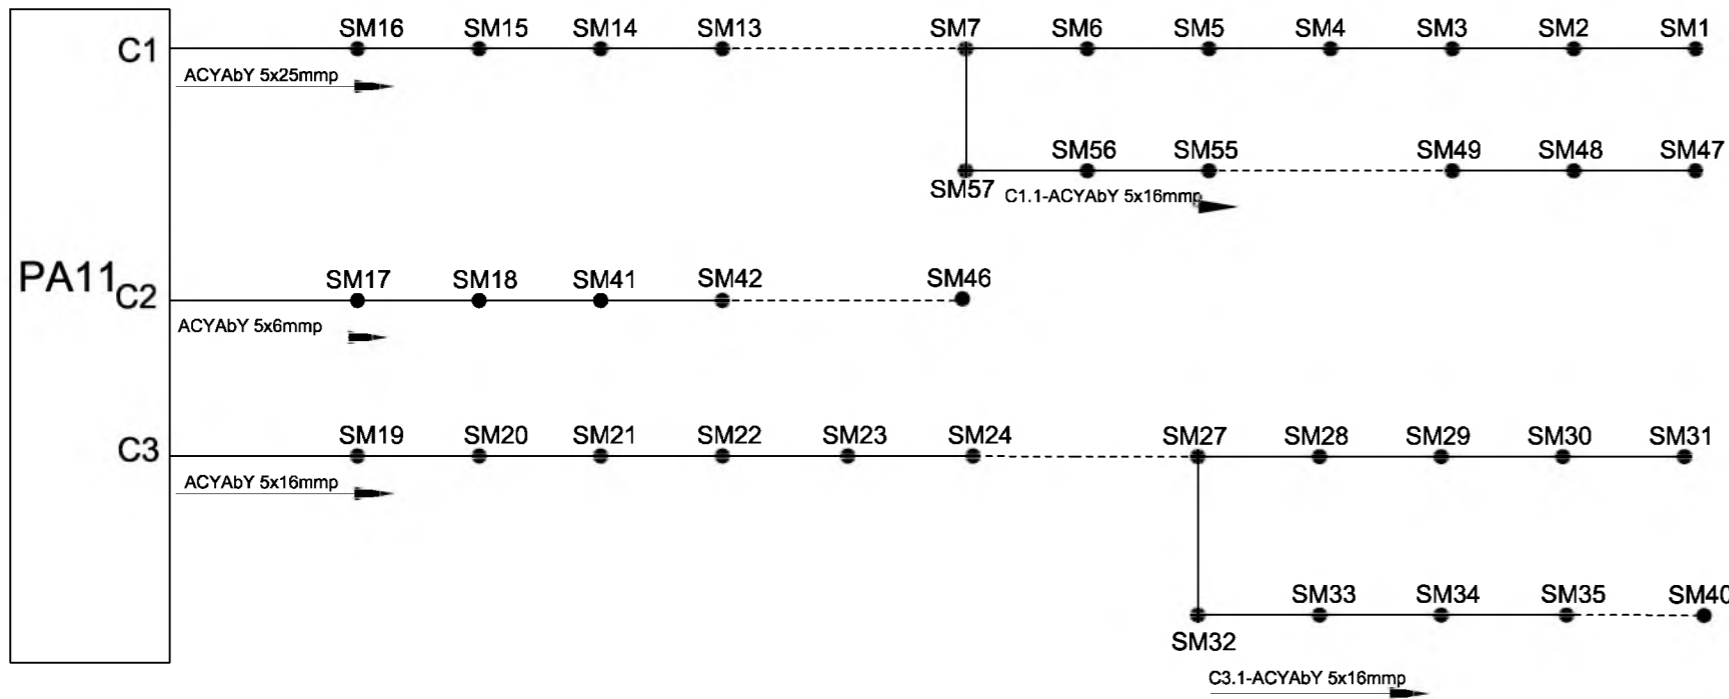 PA11
C1
SM16 SM15 SM14 SM13 SM7 SM6 SM5 SM4 SM3 SM2 SM1
ACYAbY 5x25mmp
SM57 SM56 SM55 SM49 SM48 SM47
C1.1-ACYAbY 5x16mmp
C2
SM17 SM18 SM41 SM42 SM46
ACYAbY 5x6mmp
C3
SM19 SM20 SM21 SM22 SM23 SM24 SM27 SM28 SM29 SM30 SM31
ACYAbY 5x16mmp
SM32 SM33 SM34 SM35 SM40
C3.1-ACYAbY 5x16mmp